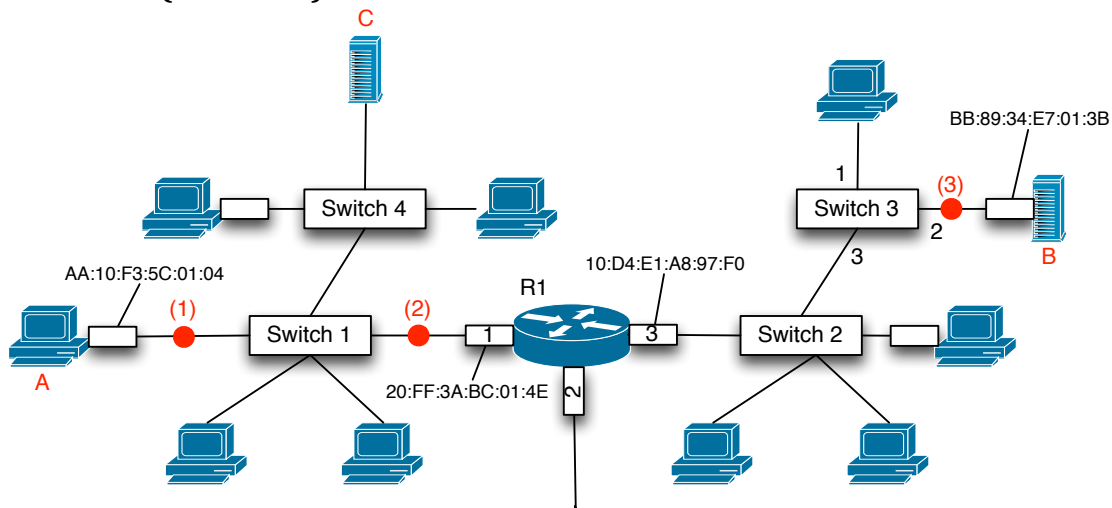 C
BB:89:34:E7:01:3B
1
(3)
Switch 4
Switch 3
2
B
3
AA:10:F3:5C:01:04
10:D4:E1:A8:97:F0
R1
(1)
(2)
Switch 1
1
3
Switch 2
A
20:FF:3A:BC:01:4E
2